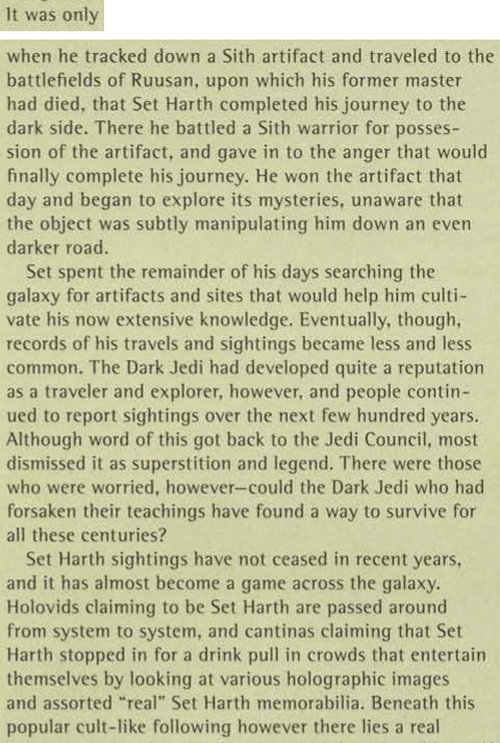 It was only
when he tracked down a Sith artifact and traveled to the
battlefields of Ruusan, upon which his former master
had died, that Set Harth completed his journey to the
dark side. There he battled a Sith warrior for posses-
sion of the artifact, and gave in to the anger that would
finally complete his journey. He won the artifact that
day and began to explore its mysteries, unaware that
the object was subtly manipulating him down an even
darker road.
Set spent the remainder of his days searching the
galaxy for artifacts and sites that would help him culti-
vate his now extensive knowledge. Eventually, though,
records of his travels and sightings became less and less
common. The Dark Jedi had developed quite a reputation
as a traveler and explorer, however, and people contin-
ued to report sightings over the next few hundred years.
Although word of this got back to the Jedi Council, most
dismissed it as superstition and legend. There were those
who were worried, however—could the Dark Jedi who had
forsaken their teachings have found a way to survive for
all these centuries?
Set Harth sightings have not ceased in recent years,
and it has almost become a game across the galaxy.
Holovids claiming to be Set Harth are passed around
from system to system, and cantinas claiming that Set
Harth stopped in for a drink pull in crowds that entertain
themselves by looking at various holographic images
and assorted “real” Set Harth memorabilia. Beneath this
popular cult-like following however there lies a real